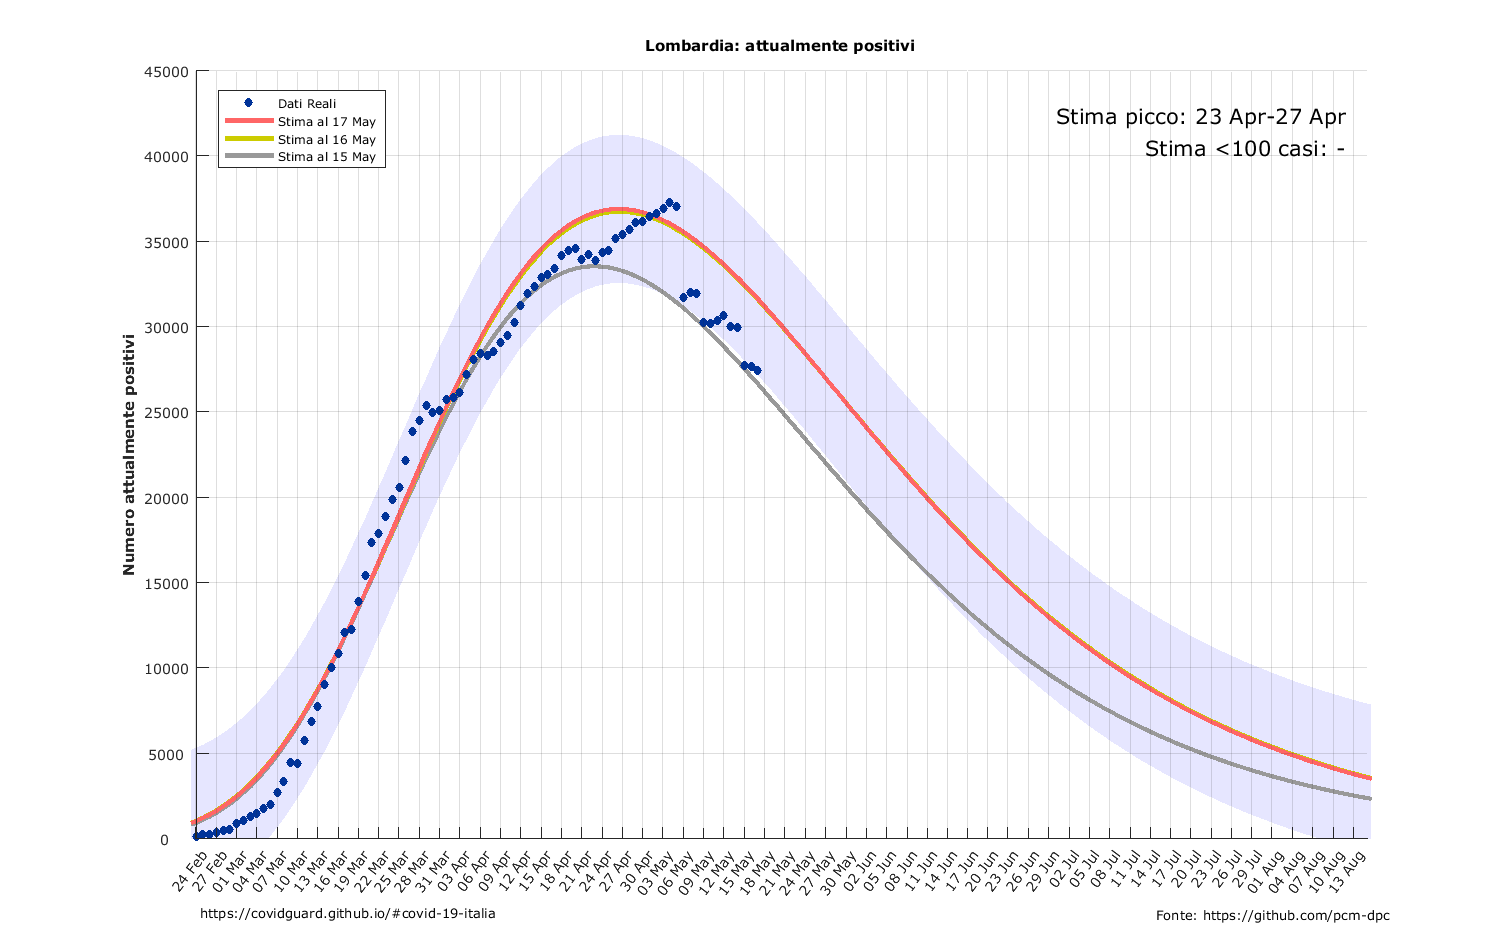 Lombardia: attualmente positivi
45000
40000
35000
30000
25000
20000
15000
10000
5000
0
Numero attualmente positivi
Dati Reali
Stima al 17 May
Stima al 16 May
Stima al 15 May
Stima picco: 23 Apr-27 Apr
Stima <100 casi: -
24 Feb
27 Feb
01 Mar
04 Mar
07 Mar
10 Mar
13 Mar
16 Mar
19 Mar
22 Mar
25 Mar
28 Mar
31 Mar
03 Apr
06 Apr
09 Apr
12 Apr
15 Apr
18 Apr
21 Apr
24 Apr
27 Apr
30 Apr
03 May
06 May
09 May
12 May
15 May
18 May
21 May
24 May
27 May
30 May
02 Jun
05 Jun
08 Jun
11 Jun
14 Jun
17 Jun
20 Jun
23 Jun
26 Jun
29 Jun
02 Jul
05 Jul
08 Jul
11 Jul
14 Jul
17 Jul
20 Jul
23 Jul
26 Jul
29 Jul
01 Aug
04 Aug
07 Aug
10 Aug
13 Aug
https://covidguard.github.io/#covid-19-italia
Fonte: https://github.com/pcm-dpc